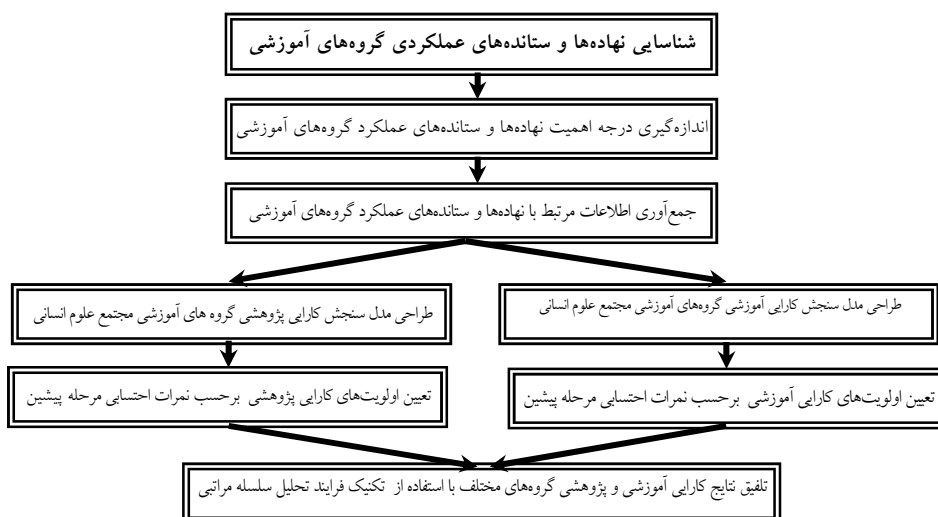 شناسایی نهاده‌ها و ستانده‌های عملکردی گروه‌های آموزشی
اندازه‌گیری درجه اهمیت نهاده‌ها و ستانده‌های عملکرد گروه‌های آموزشی
جمع‌آوری اطلاعات مرتبط با نهاده‌ها و ستانده‌های عملکرد گروه‌های آموزشی
طراحی مدل سنجش کارایی آموزشی گروه‌های آموزشی مجتمع علوم انسانی
طراحی مدل سنجش کارایی پژوهشی گروه های آموزشی مجتمع علوم انسانی
تعیین اولویت‌های کارایی آموزشی برحسب نمرات احتسابی مرحله پیشین
تعیین اولویت‌های کارایی پژوهشی برحسب نمرات احتسابی مرحله پیشین
تلفیق نتایج کارایی آموزشی و پژوهشی گروه‌های مختلف با استفاده از تکنیک فرایند تحلیل سلسله مراتبی